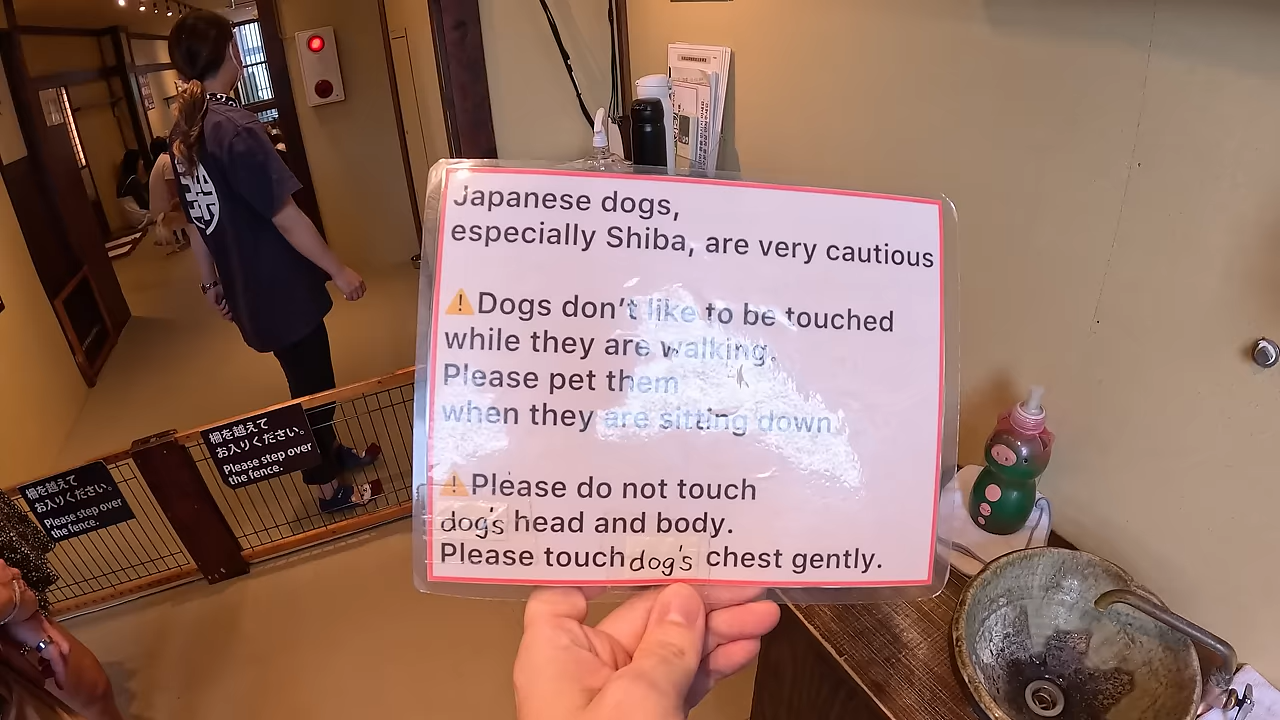 Japanese dogs,
especially Shiba, are very cautious
⚠Dogs don't like to be touched
while they are walking.
Please pet them
when they are sitting down.
⚠Please do not touch
dog's head and body.
Please touch dog's chest gently.
柵を越えて
お入りください。
Please step over
the fence.
柵を越えて
お入りください。
Please step over
the fence.